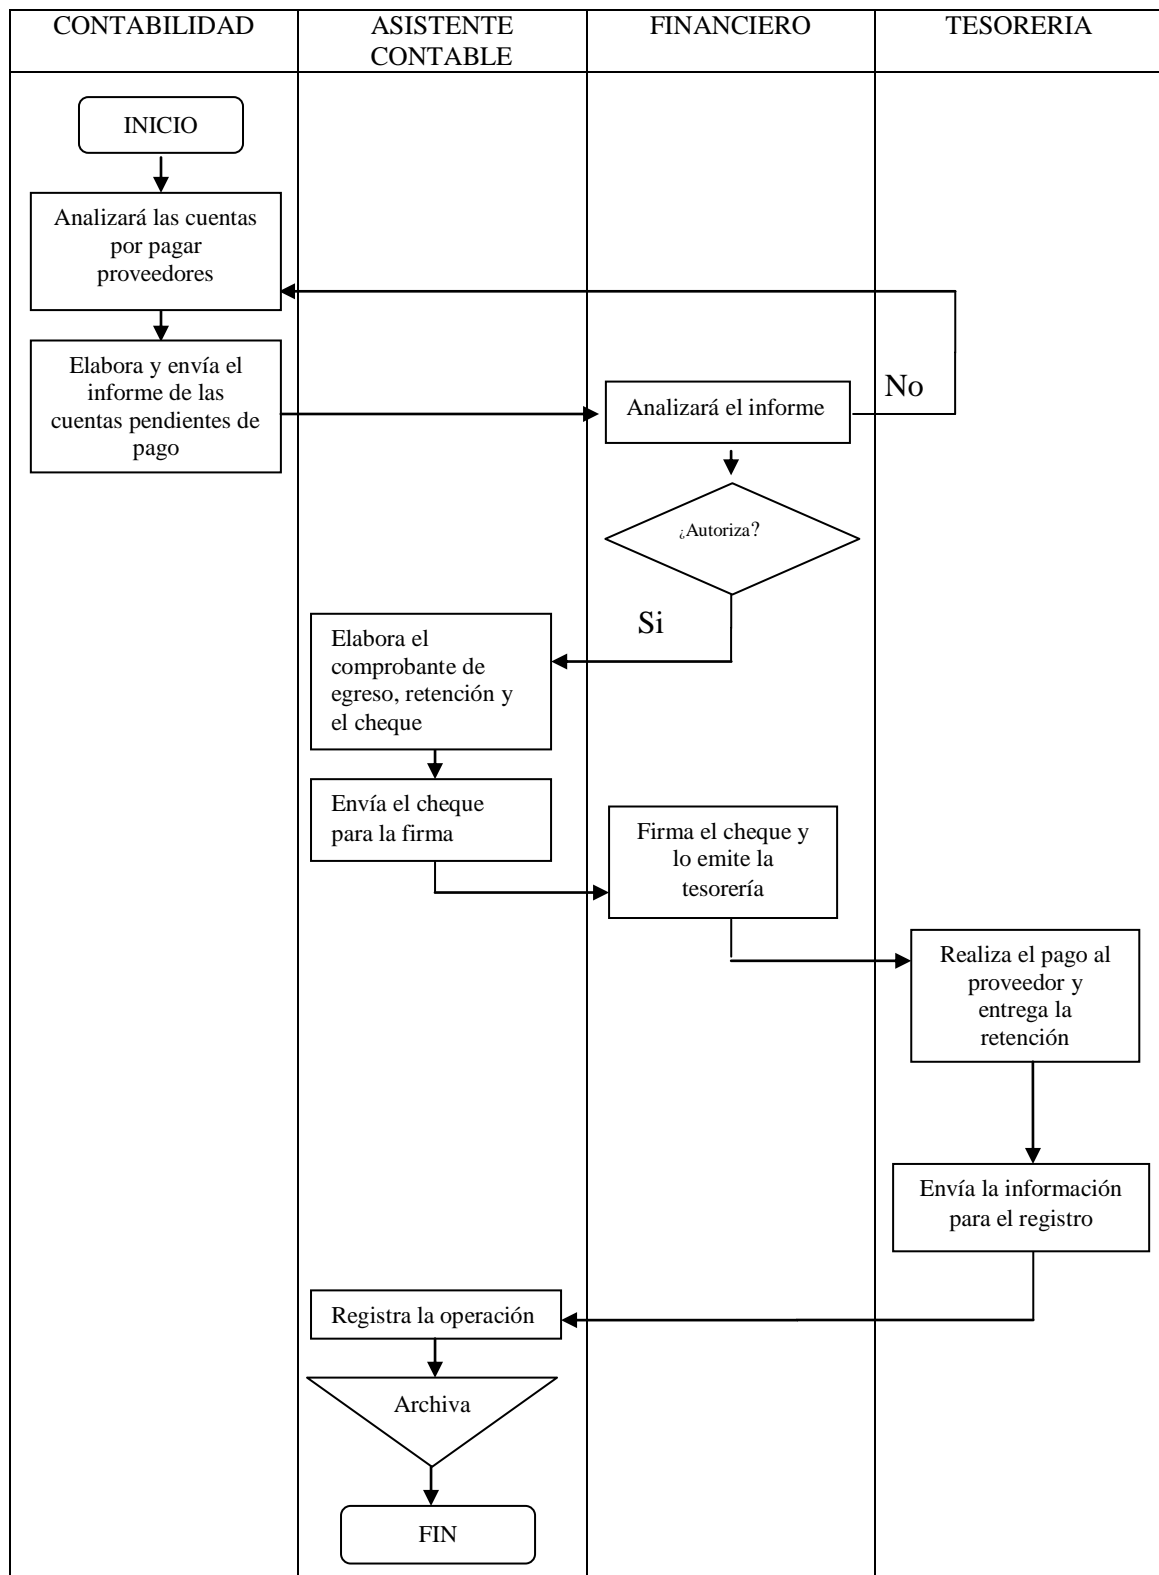 CONTABILIDAD
ASISTENTE
CONTABLE
FINANCIERO
TESORERIA
INICIO
Analizará las cuentas
por pagar
proveedores
Elabora y envía el
informe de las
cuentas pendientes de
pago
Analizará el informe
No
¿Autoriza?
Si
Elabora el
comprobante de
egreso, retención y
el cheque
Envía el cheque
para la firma
Firma el cheque y
lo emite la
tesorería
Realiza el pago al
proveedor y
entrega la
retención
Envía la información
para el registro
Registra la operación
Archiva
FIN